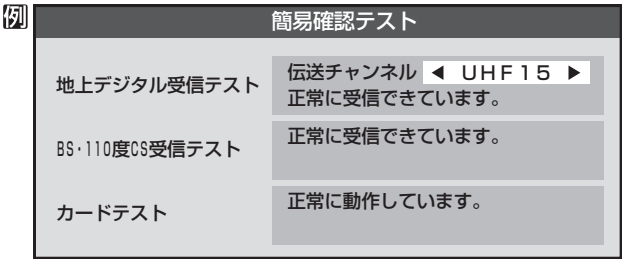 例
簡易確認テスト
地上デジタル受信テスト
伝送チャンネル ◀ UHF15 ▶
正常に受信できています。
BS・110度CS受信テスト
正常に受信できています。
カードテスト
正常に動作しています。